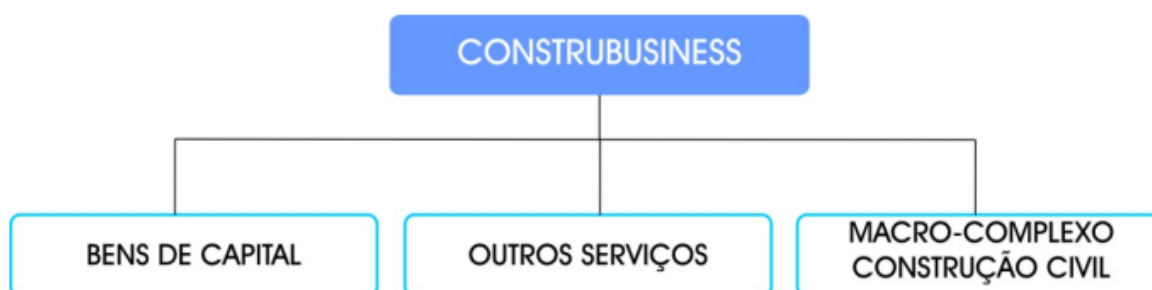 CONSTRUBUSINESS
BENS DE CAPITAL
OUTROS SERVIÇOS
MACRO-COMPLEXO
CONSTRUÇÃO CIVIL